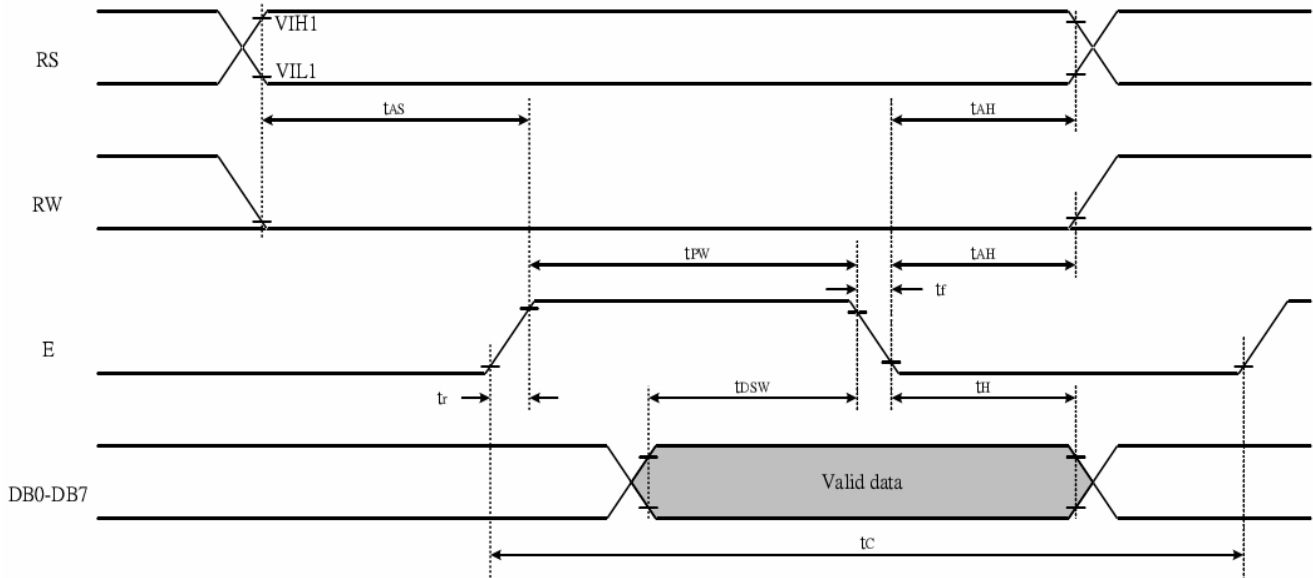 VIH1
RS
VIL1
tAS
tAH
RW
tPW
tAH
tf
E
tr
tDSW
tH
DB0-DB7
Valid data
tC